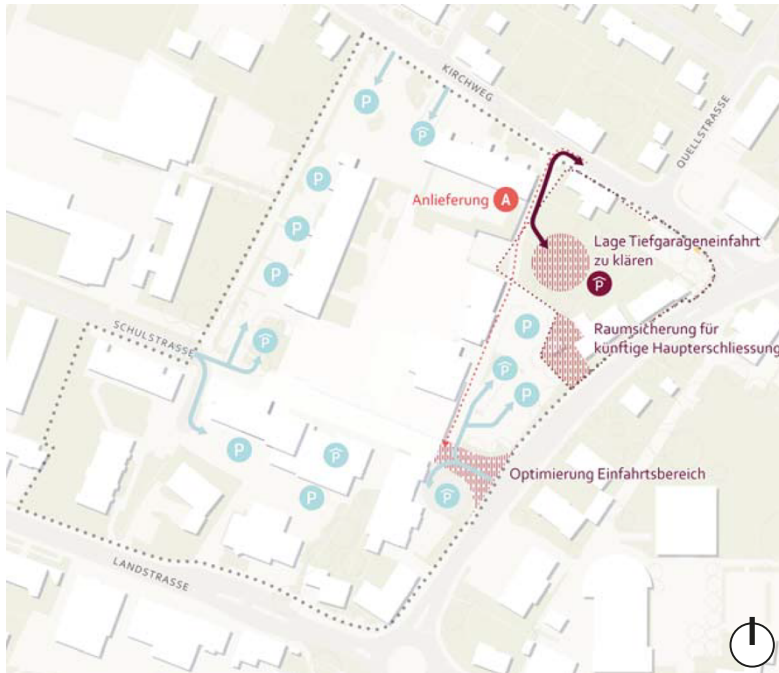 KIRCHWEG
QUELLSTRASSE
P
P
P
Anlieferung A
P
Lage Tiefgarageneinfahrt
zu klären
P
P
SCHULSTRASSE
P
P
Raumsicherung für
künftige Haupterschliessung
P
P
P
P
Optimierung Einfahrtsbereich
P
P
LANDSTRASSE